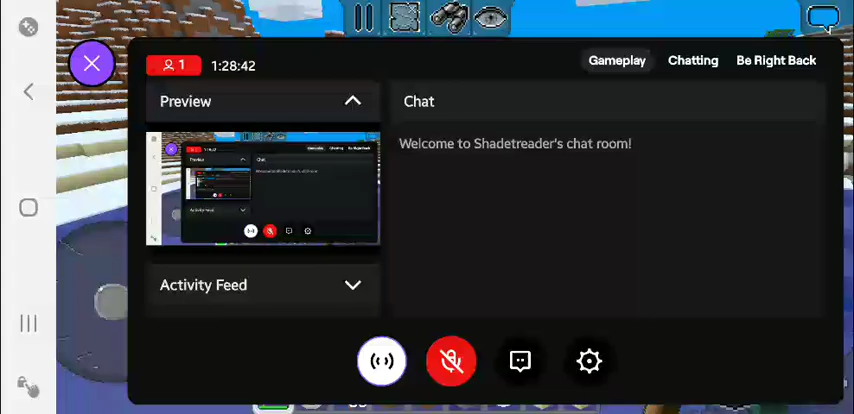 1 1:28:42
Gameplay Chatting Be Right Back
Preview
Chat
Welcome to Shadetreader's chat room!
Activity Feed